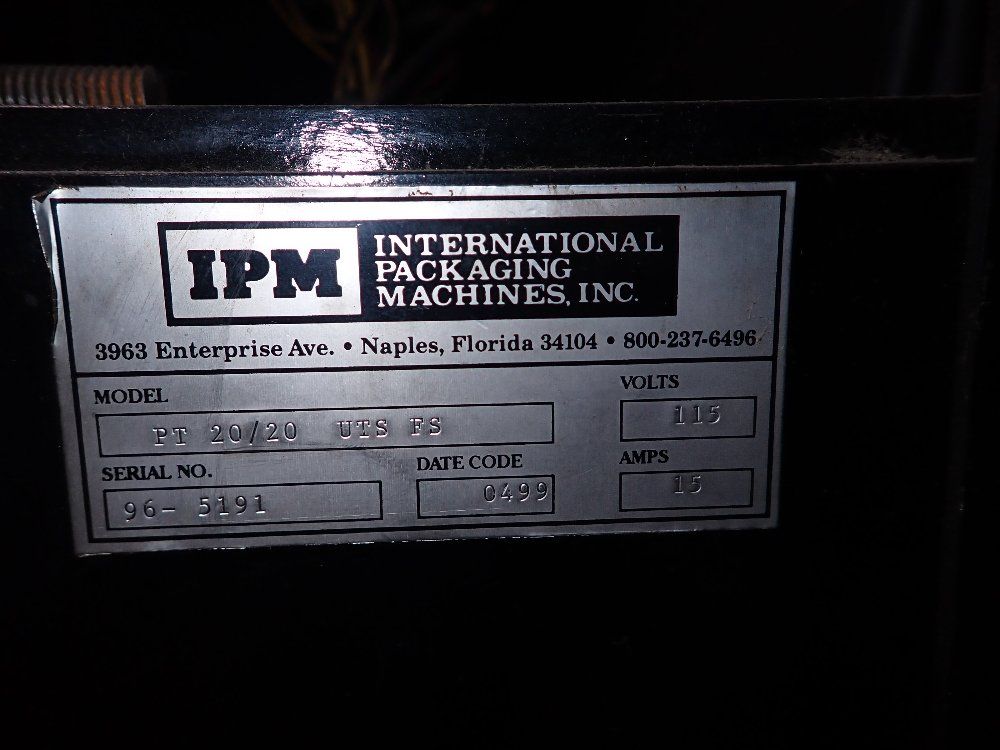 IPM
INTERNATIONAL
PACKAGING
MACHINES, INC.
3963 Enterprise Ave. • Naples, Florida 34104 • 800-237-6496
MODEL
PT 20/20 UTS FS
VOLTS
115
SERIAL NO.
96- 5191
DATE CODE
0499
AMPS
15